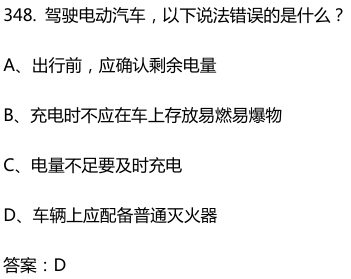 348. 驾驶电动汽车，以下说法错误的是什么？
A、出行前，应确认剩余电量
B、充电时不应在车上存放易燃易爆物
C、电量不足要及时充电
D、车辆上应配备普通灭火器
答案：D